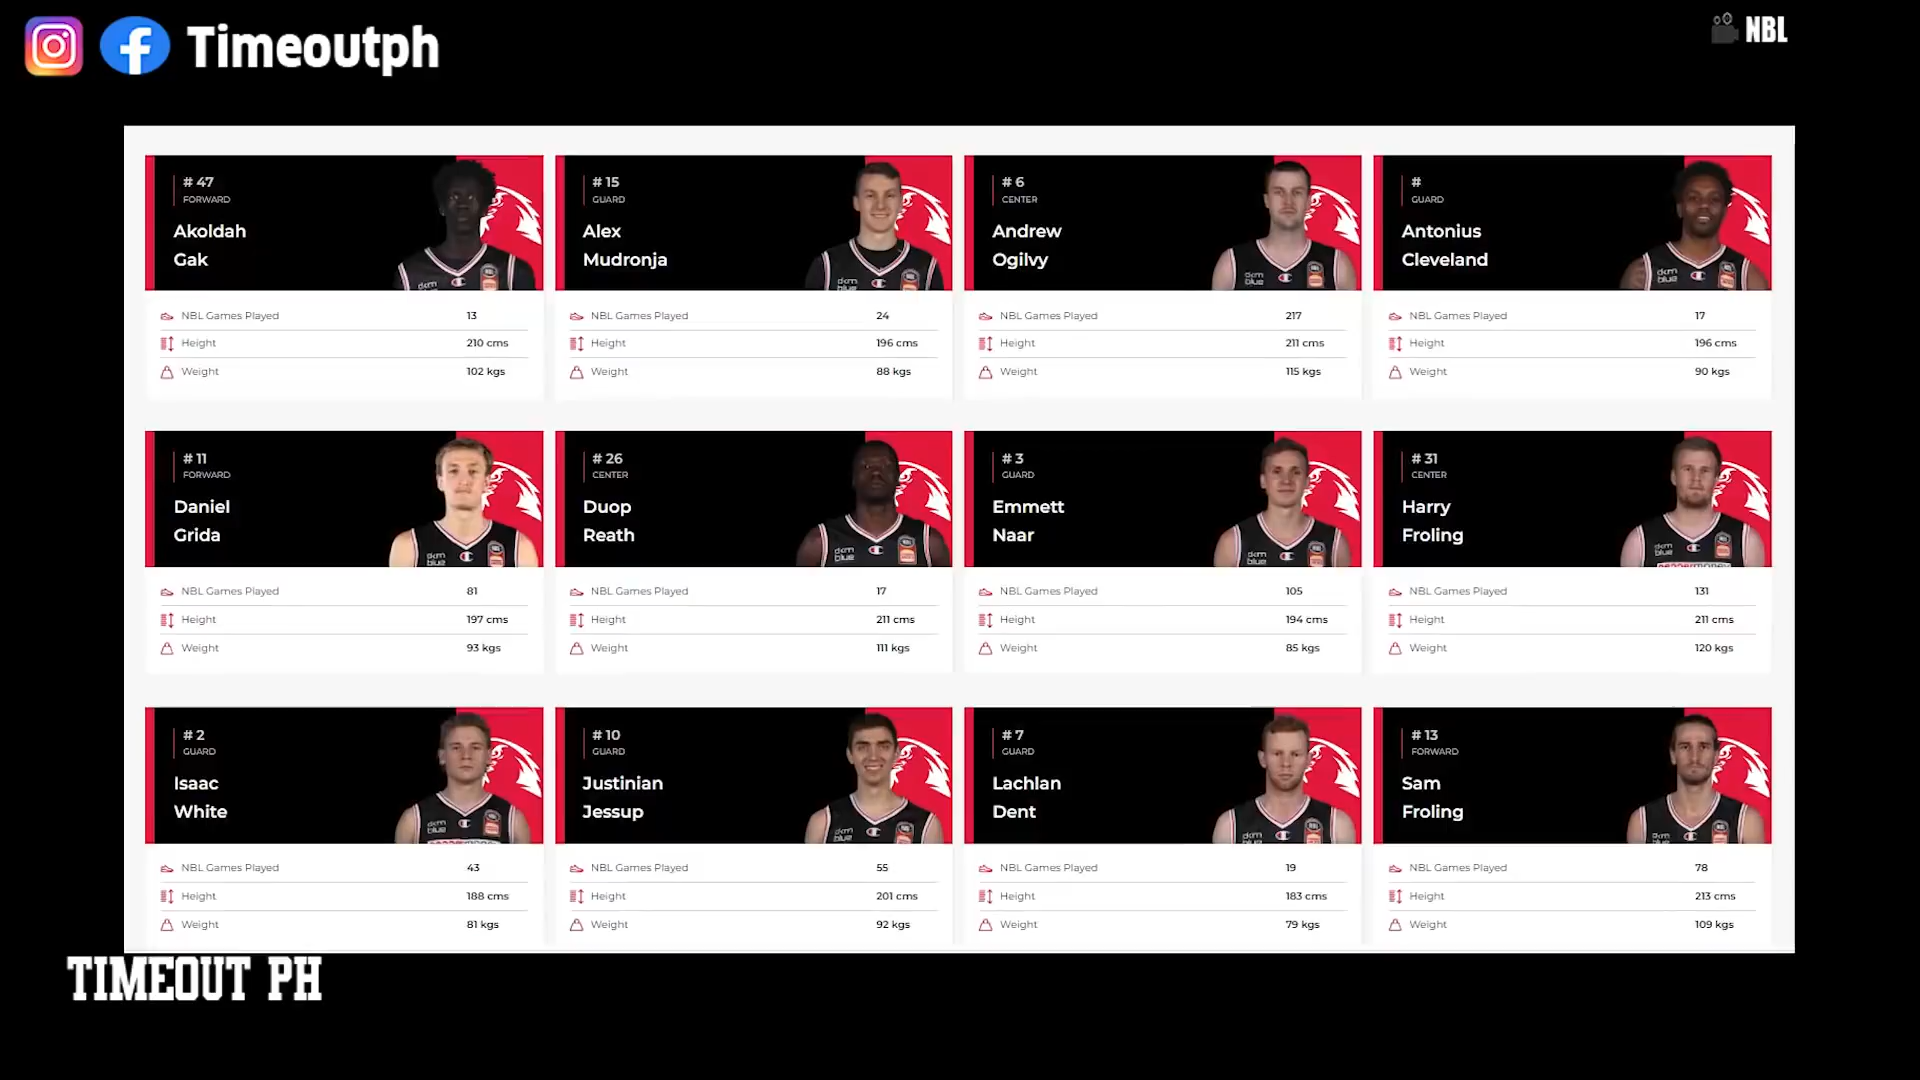 Timeoutph
NBL
# 47
FORWARD
Akoldah
Gak
NBL Games Played 13
Height 210 cms
Weight 102 kgs
# 15
GUARD
Alex
Mudronja
NBL Games Played 24
Height 196 cms
Weight 88 kgs
# 6
CENTER
Andrew
Ogilvy
NBL Games Played 217
Height 211 cms
Weight 115 kgs
#
GUARD
Antonius
Cleveland
NBL Games Played 17
Height 196 cms
Weight 90 kgs
# 11
FORWARD
Daniel
Grida
NBL Games Played 81
Height 197 cms
Weight 93 kgs
# 26
CENTER
Duop
Reath
NBL Games Played 17
Height 211 cms
Weight 111 kgs
# 3
GUARD
Emmett
Naar
NBL Games Played 105
Height 194 cms
Weight 85 kgs
# 31
CENTER
Harry
Froling
NBL Games Played 131
Height 211 cms
Weight 120 kgs
# 2
GUARD
Isaac
White
NBL Games Played 43
Height 188 cms
Weight 81 kgs
# 10
GUARD
Justinian
Jessup
NBL Games Played 55
Height 201 cms
Weight 92 kgs
# 7
GUARD
Lachlan
Dent
NBL Games Played 19
Height 183 cms
Weight 79 kgs
# 13
FORWARD
Sam
Froling
NBL Games Played 78
Height 213 cms
Weight 109 kgs
TIMEOUT PH